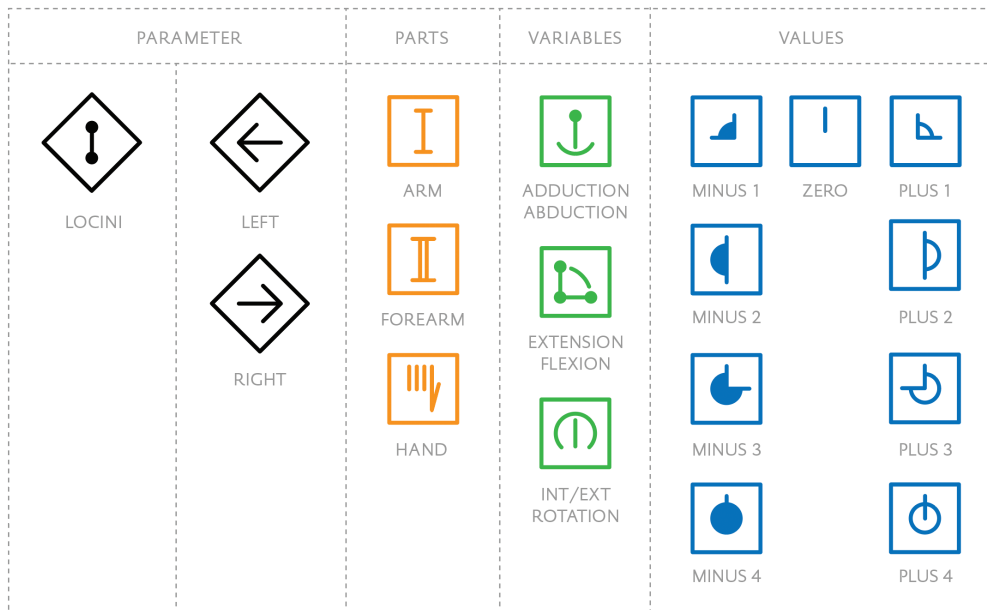 PARAMETER PARTS VARIABLES VALUES
LOCINI LEFT ARM ADDUCTION MINUS 1 ZERO PLUS 1
ABDUCTION
FOREARM MINUS 2 PLUS 2
EXTENSION
FLEXION
RIGHT
HAND MINUS 3 PLUS 3
INT/EXT
ROTATION
MINUS 4 PLUS 4